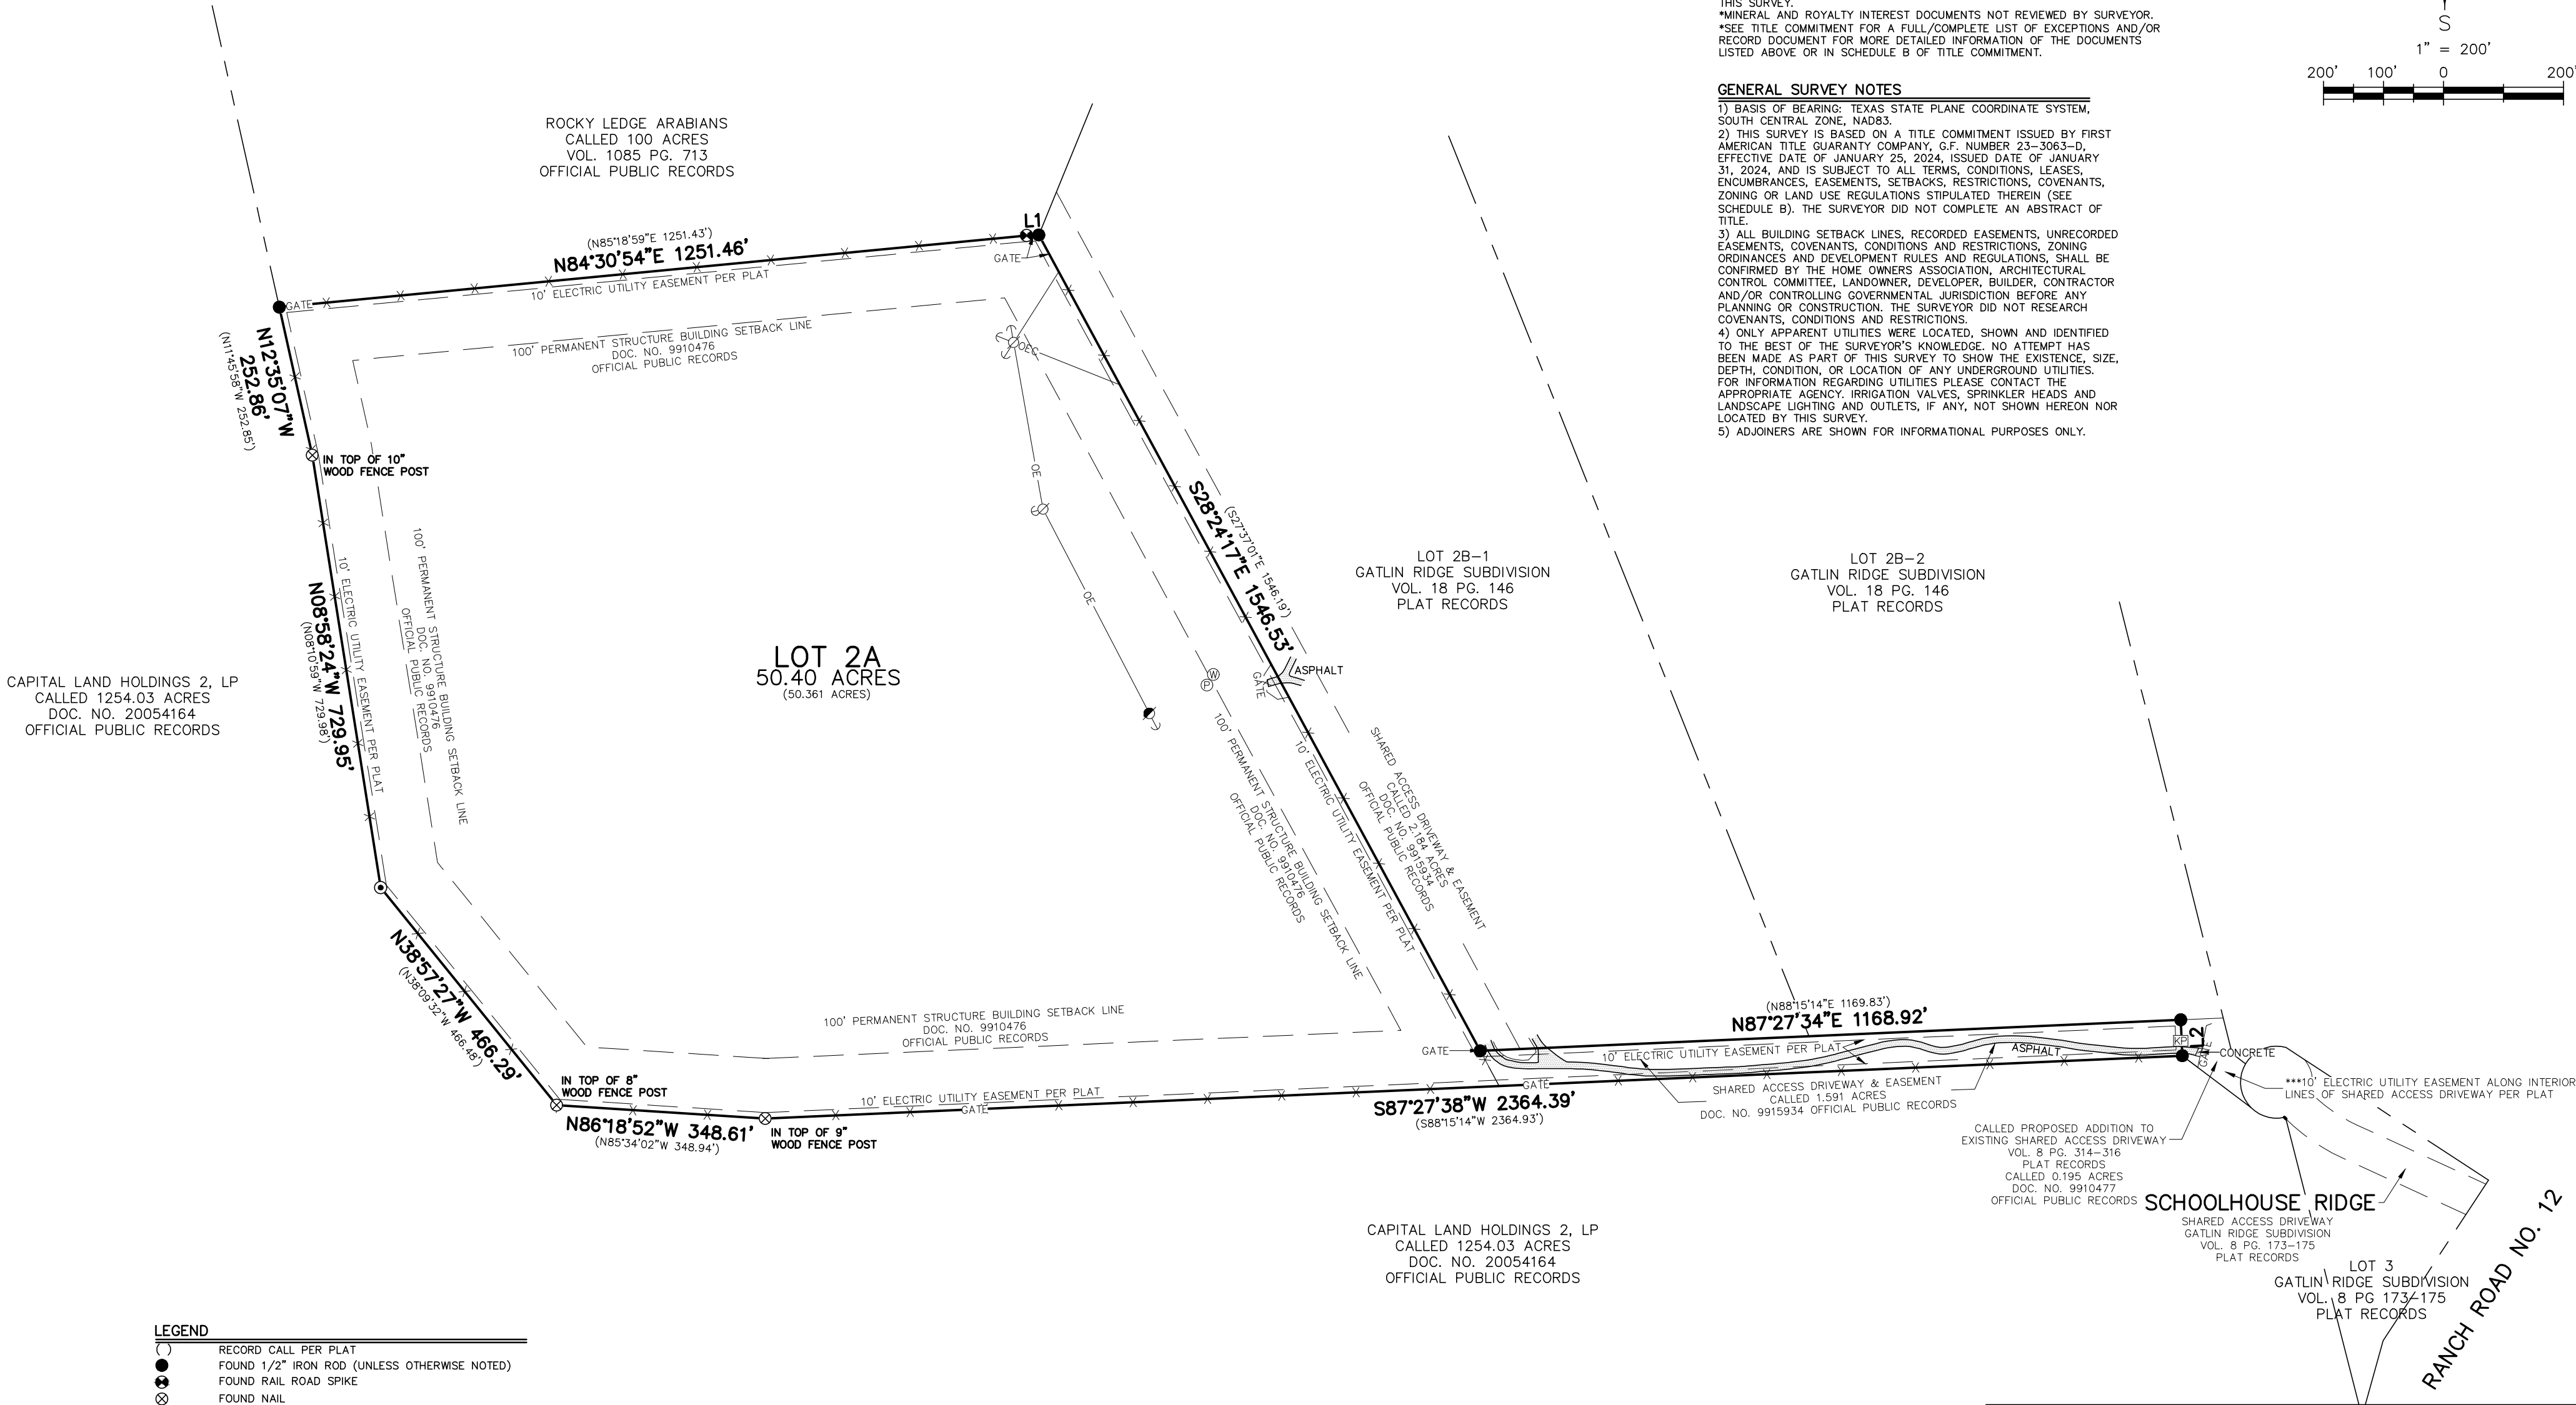 THIS SURVEY.
*MINERAL AND ROYALTY INTEREST DOCUMENTS NOT REVIEWED BY SURVEYOR.
*SEE TITLE COMMITMENT FOR A FULL/COMPLETE LIST OF EXCEPTIONS AND/OR
RECORD DOCUMENT FOR MORE DETAILED INFORMATION OF THE DOCUMENTS
LISTED ABOVE OR IN SCHEDULE B OF TITLE COMMITMENT.
S
1" = 200'
200' 100' 0 200'
GENERAL SURVEY NOTES
1) BASIS OF BEARING: TEXAS STATE PLANE COORDINATE SYSTEM,
SOUTH CENTRAL ZONE, NAD83.
2) THIS SURVEY IS BASED ON A TITLE COMMITMENT ISSUED BY FIRST
AMERICAN TITLE GUARANTY COMPANY, G.F. NUMBER 23-3063-D,
EFFECTIVE DATE OF JANUARY 25, 2024, ISSUED DATE OF JANUARY
31, 2024, AND IS SUBJECT TO ALL TERMS, CONDITIONS, LEASES,
ENCUMBRANCES, EASEMENTS, SETBACKS, RESTRICTIONS, COVENANTS,
ZONING OR LAND USE REGULATIONS STIPULATED THEREIN (SEE
SCHEDULE B). THE SURVEYOR DID NOT COMPLETE AN ABSTRACT OF
TITLE.
3) ALL BUILDING SETBACK LINES, RECORDED EASEMENTS, UNRECORDED
EASEMENTS, COVENANTS, CONDITIONS AND RESTRICTIONS, ZONING
ORDINANCES AND DEVELOPMENT RULES AND REGULATIONS, SHALL BE
CONFIRMED BY THE HOME OWNERS ASSOCIATION, ARCHITECTURAL
CONTROL COMMITTEE, LANDOWNER, DEVELOPER, BUILDER, CONTRACTOR
AND/OR CONTROLLING GOVERNMENTAL JURISDICTION BEFORE ANY
PLANNING OR CONSTRUCTION. THE SURVEYOR DID NOT RESEARCH
COVENANTS, CONDITIONS AND RESTRICTIONS.
4) ONLY APPARENT UTILITIES WERE LOCATED, SHOWN AND IDENTIFIED
TO THE BEST OF THE SURVEYOR'S KNOWLEDGE. NO ATTEMPT HAS
BEEN MADE AS PART OF THIS SURVEY TO SHOW THE EXISTENCE, SIZE,
DEPTH, CONDITION, OR LOCATION OF ANY UNDERGROUND UTILITIES.
FOR INFORMATION REGARDING UTILITIES PLEASE CONTACT THE
APPROPRIATE AGENCY. IRRIGATION VALVES, SPRINKLER HEADS AND
LANDSCAPE LIGHTING AND OUTLETS, IF ANY, NOT SHOWN HEREON NOR
LOCATED BY THIS SURVEY.
5) ADJOINERS ARE SHOWN FOR INFORMATIONAL PURPOSES ONLY.
ROCKY LEDGE ARABIANS
CALLED 100 ACRES
VOL. 1085 PG. 713
OFFICIAL PUBLIC RECORDS
L1
(N85°18'59"E 1251.43')
N84°30'54"E 1251.46'
GATE
GATE
10' ELECTRIC UTILITY EASEMENT PER PLAT
100' PERMANENT STRUCTURE BUILDING SETBACK LINE
DOC. NO. 9910476
OFFICIAL PUBLIC RECORDS
N12°35'07"W
252.86'
(N11°45'58"W 252.85')
IN TOP OF 10"
WOOD FENCE POST
OE
OE
OE
100' PERMANENT STRUCTURE BUILDING SETBACK LINE
DOC. NO. 9910476
OFFICIAL PUBLIC RECORDS
10' ELECTRIC UTILITY EASEMENT PER PLAT
N08°58'24"W 729.95'
(N08°10'59"W 729.98')
CAPITAL LAND HOLDINGS 2, LP
CALLED 1254.03 ACRES
DOC. NO. 20054164
OFFICIAL PUBLIC RECORDS
LOT 2A
50.40 ACRES
(50.361 ACRES)
W
P
(S27°37'01"E 1546.19')
S28°24'17"E 1546.53'
GATE
ASPHALT
LOT 2B-1
GATLIN RIDGE SUBDIVISION
VOL. 18 PG. 146
PLAT RECORDS
LOT 2B-2
GATLIN RIDGE SUBDIVISION
VOL. 18 PG. 146
PLAT RECORDS
100' PERMANENT STRUCTURE BUILDING SETBACK LINE
DOC. NO. 9910476
OFFICIAL PUBLIC RECORDS
10' ELECTRIC UTILITY EASEMENT PER PLAT
SHARED ACCESS DRIVEWAY & EASEMENT
CALLED 2.184 ACRES
DOC. NO. 9915934
OFFICIAL PUBLIC RECORDS
N38°57'27"W 466.29'
(N38°09'32"W 466.48')
100' PERMANENT STRUCTURE BUILDING SETBACK LINE
DOC. NO. 9910476
OFFICIAL PUBLIC RECORDS
IN TOP OF 8"
WOOD FENCE POST
N86°18'52"W 348.61'
(N85°34'02"W 348.94')
IN TOP OF 9"
WOOD FENCE POST
10' ELECTRIC UTILITY EASEMENT PER PLAT
GATE
GATE
GATE
S87°27'38"W 2364.39'
(S88°15'14"W 2364.93')
(N88°15'14"E 1169.83')
N87°27'34"E 1168.92'
10' ELECTRIC UTILITY EASEMENT PER PLAT
ASPHALT
SHARED ACCESS DRIVEWAY & EASEMENT
CALLED 1.591 ACRES
DOC. NO. 9915934 OFFICIAL PUBLIC RECORDS
KP
L2
GATE
CONCRETE
***10' ELECTRIC UTILITY EASEMENT ALONG INTERIOR
LINES OF SHARED ACCESS DRIVEWAY PER PLAT
CALLED PROPOSED ADDITION TO
EXISTING SHARED ACCESS DRIVEWAY
VOL. 8 PG. 314-316
PLAT RECORDS
CALLED 0.195 ACRES
DOC. NO. 9910477
OFFICIAL PUBLIC RECORDS
SCHOOLHOUSE RIDGE
SHARED ACCESS DRIVEWAY
GATLIN RIDGE SUBDIVISION
VOL. 8 PG. 173-175
PLAT RECORDS
LOT 3
GATLIN RIDGE SUBDIVISION
VOL. 8 PG 173-175
PLAT RECORDS
RANCH ROAD NO. 12
CAPITAL LAND HOLDINGS 2, LP
CALLED 1254.03 ACRES
DOC. NO. 20054164
OFFICIAL PUBLIC RECORDS
LEGEND
( ) RECORD CALL PER PLAT
FOUND 1/2" IRON ROD (UNLESS OTHERWISE NOTED)
FOUND RAIL ROAD SPIKE
FOUND NAIL